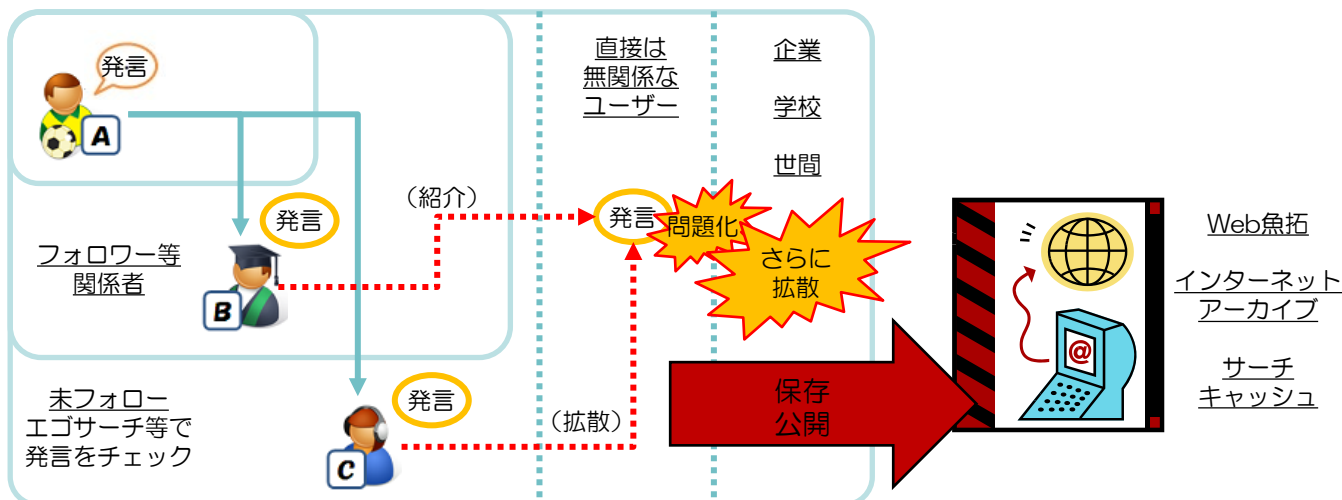 発言
A
直接は
無関係な
ユーザー
企業
学校
世間
フォロワー等
関係者
発言
B
(紹介)
発言
問題化
さらに
拡散
未フォロー
エゴサーチ等で
発言をチェック
発言
C
(拡散)
保存
公開
@
Web魚拓
インターネット
アーカイブ
サーチ
キャッシュ